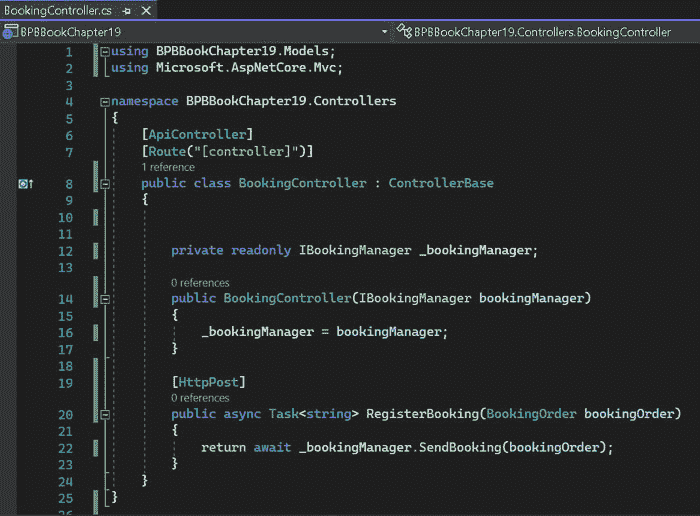 BookingController.cs
BPBBookChapter19 BPBBookChapter19.Controllers.BookingController
1 using BPBBookChapter19.Models;
2 using Microsoft.AspNetCore.Mvc;
3
4 namespace BPBBookChapter19.Controllers
5 {
6 [ApiController]
7 [Route("[controller]")]
1 reference
8 public class BookingController : ControllerBase
9 {
10
11
12 private readonly IBookingManager _bookingManager;
13
0 references
14 public BookingController(IBookingManager bookingManager)
15 {
16 _bookingManager = bookingManager;
17 }
18
19 [HttpPost]
0 references
20 public async Task<string> RegisterBooking(BookingOrder bookingOrder)
21 {
22 return await _bookingManager.SendBooking(bookingOrder);
23 }
24 }
25 }
26